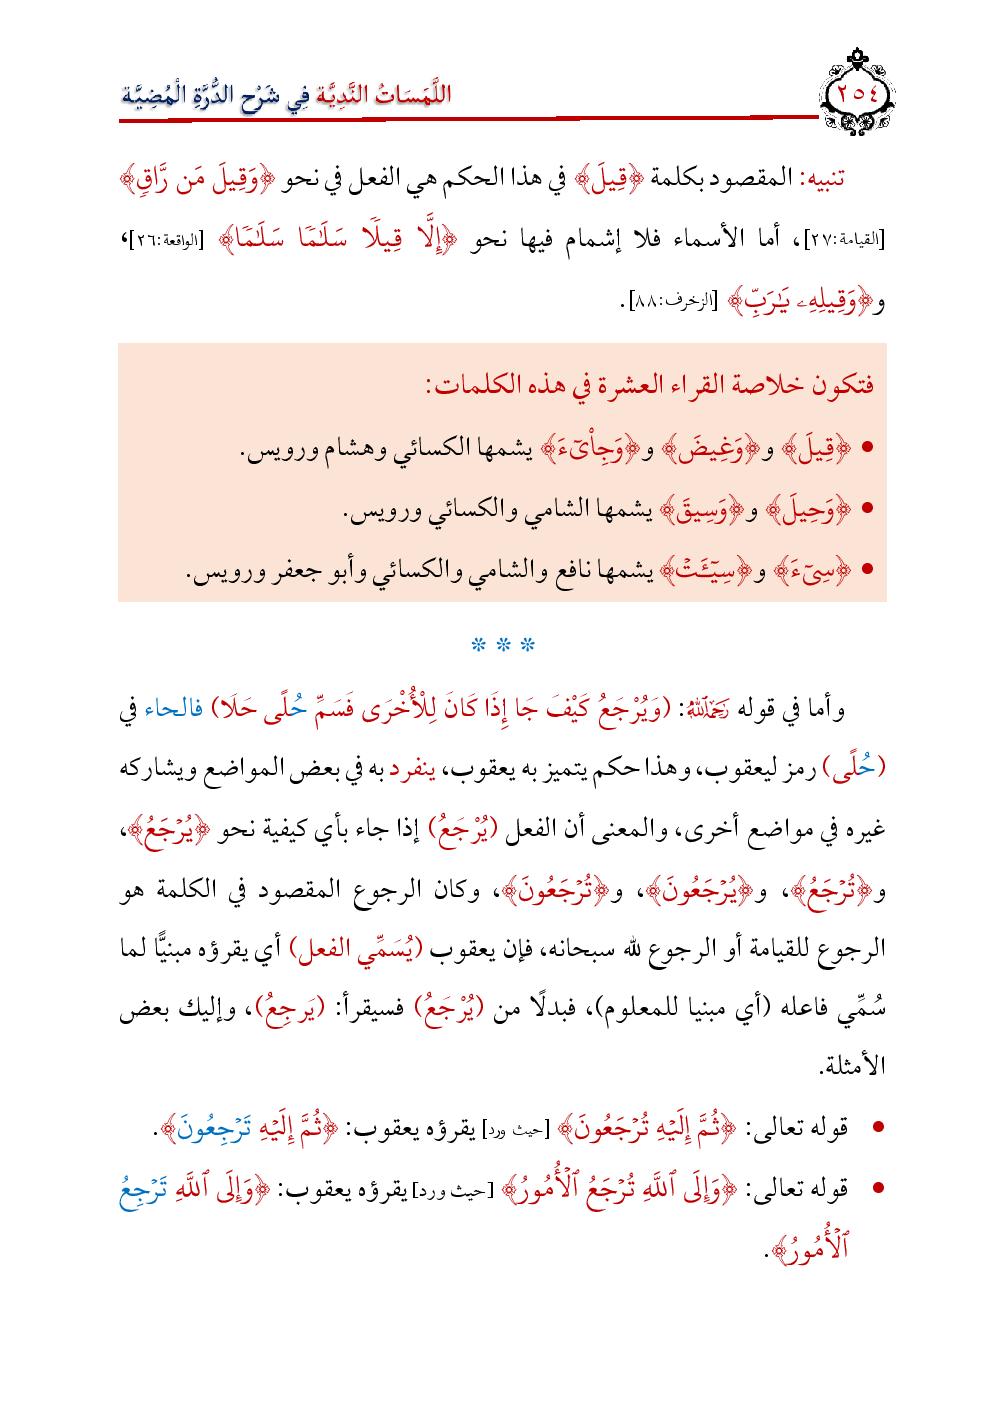 ٢٥٤
اللَّمَسَاتُ النَّدِيَّة فِي شَرْح الدُّرَّةِ الْمُضِيَّة
تنبيه: المقصود بكلمة ﴿قِيلَ﴾ في هذا الحكم هي الفعل في نحو ﴿وَقِيلَ مَن رَّاقٍ﴾
[القيامة:٢٧]، أما الأسماء فلا إشمام فيها نحو ﴿إِلَّا قِيلًا سَلَٰمًا سَلَٰمًا﴾ [الواقعة:٢٦]،
و﴿وَقِيلِهِۦ يَٰرَبِّ﴾ [الزخرف:٨٨].
فتكون خلاصة القراء العشرة في هذه الكلمات:
• ﴿قِيلَ﴾ و﴿وَغِيضَ﴾ و﴿وَجِاْيٓءَ﴾ يشمها الكسائي وهشام ورويس.
• ﴿وَحِيلَ﴾ و﴿وَسِيقَ﴾ يشمها الشامي والكسائي ورويس.
• ﴿سِيٓءَ﴾ و﴿سِيٓـَٔتْ﴾ يشمها نافع والشامي والكسائي وأبو جعفر ورويس.
* * *
وأما في قوله رَحِمَهُ ٱللَّهُ: (وَيُرْجَعُ كَيْفَ جَا إِذَا كَانَ لِلْأُخْرَى فَسَمِّ حُلًى حَلَا) فالحاء في
(حُلًى) رمز ليعقوب، وهذا حكم يتميز به يعقوب، ينفرد به في بعض المواضع ويشاركه
غيره في مواضع أخرى، والمعنى أن الفعل (يُرْجَعُ) إذا جاء بأي كيفية نحو ﴿يُرْجَعُ﴾،
و﴿تُرْجَعُ﴾، و﴿يُرْجَعُونَ﴾، و﴿تُرْجَعُونَ﴾، وكان الرجوع المقصود في الكلمة هو
الرجوع للقيامة أو الرجوع لله سبحانه، فإن يعقوب (يُسَمِّي الفعل) أي يقرؤه مبنيًّا لما
سُمِّي فاعله (أي مبنيا للمعلوم)، فبدلًا من (يُرْجَعُ) فسيقرأ: (يَرجِعُ)، وإليك بعض
الأمثلة.
• قوله تعالى: ﴿ثُمَّ إِلَيْهِ تُرْجَعُونَ﴾ [حيث ورد] يقرؤه يعقوب: ﴿ثُمَّ إِلَيْهِ تَرْجِعُونَ﴾.
• قوله تعالى: ﴿وَإِلَى ٱللَّهِ تُرْجَعُ ٱلْأُمُورُ﴾ [حيث ورد] يقرؤه يعقوب: ﴿وَإِلَى ٱللَّهِ تَرْجِعُ
ٱلْأُمُورُ﴾.